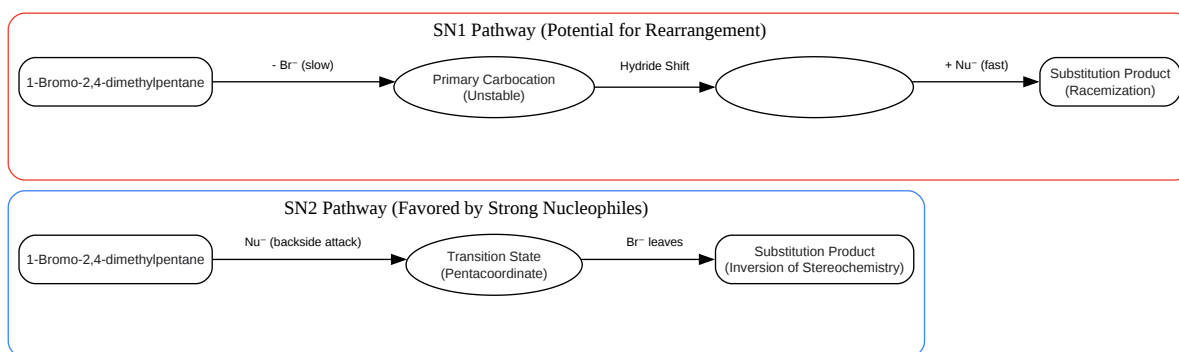 SN1 Pathway (Potential for Rearrangement)
1-Bromo-2,4-dimethylpentane
- Br⁻ (slow)
Primary Carbocation
(Unstable)
Hydride Shift
+ Nu⁻ (fast)
Substitution Product
(Racemization)
SN2 Pathway (Favored by Strong Nucleophiles)
1-Bromo-2,4-dimethylpentane
Nu⁻ (backside attack)
Transition State
(Pentacoordinate)
Br⁻ leaves
Substitution Product
(Inversion of Stereochemistry)